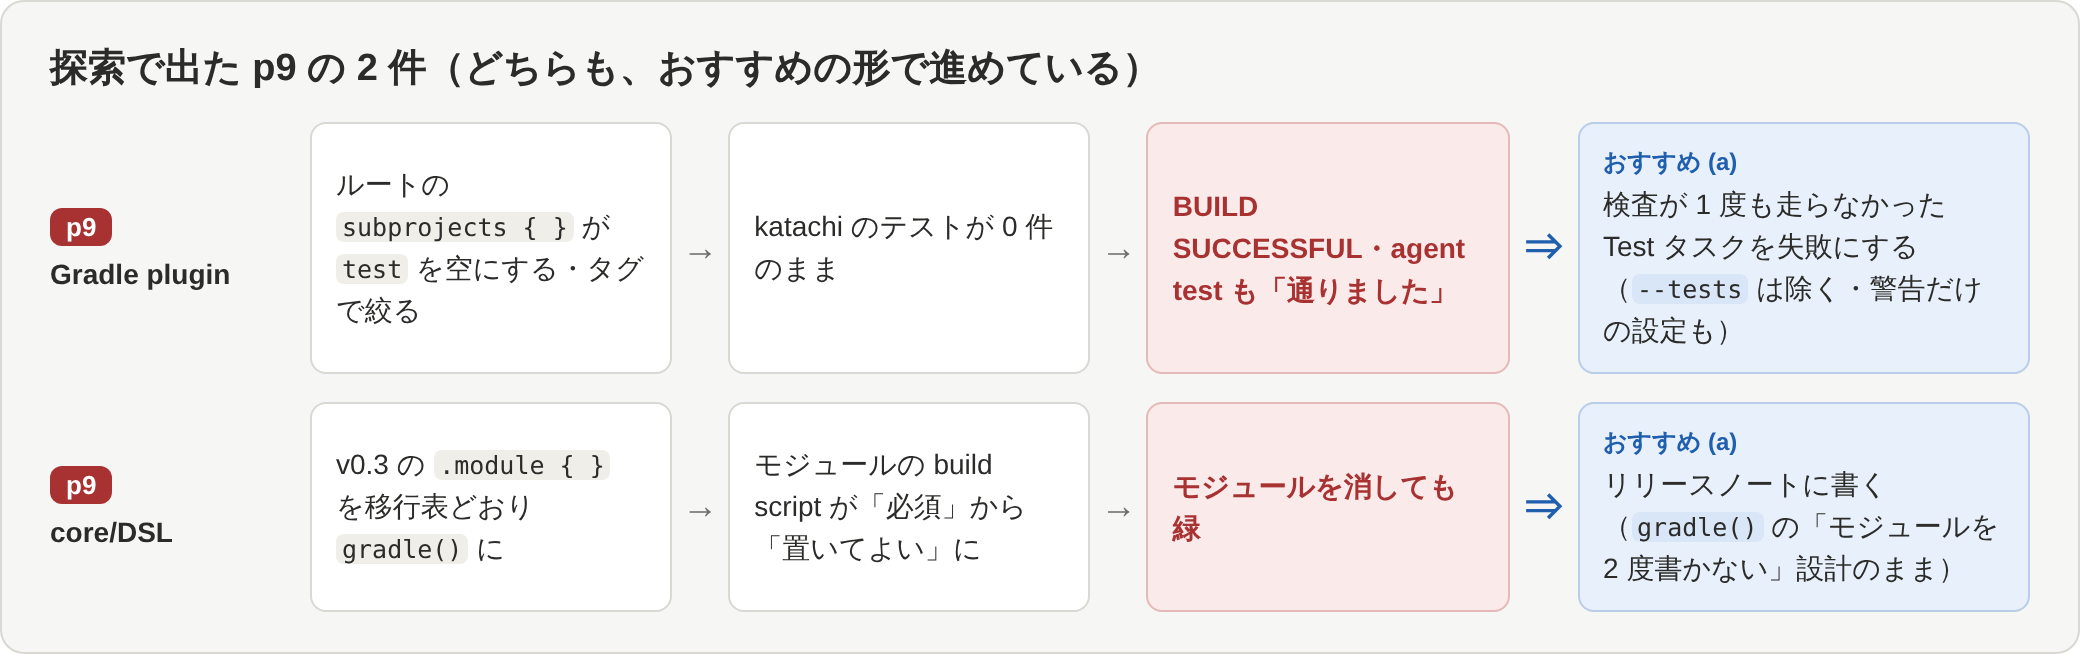 探索で出た p9 の 2 件（どちらも、おすすめの形で進めている）
p9
Gradle plugin
ルートの
subprojects { } が
test を空にする・タグ
で絞る
→
katachi のテストが 0 件
のまま
→
BUILD
SUCCESSFUL・agent
test も「通りました」
⇒
おすすめ (a)
検査が 1 度も走らなかった
Test タスクを失敗にする
（--tests は除く・警告だけ
の設定も）
p9
core/DSL
v0.3 の .module { }
を移行表どおり
gradle() に
→
モジュールの build
script が「必須」から
「置いてよい」に
→
モジュールを消しても
緑
⇒
おすすめ (a)
リリースノートに書く
（gradle() の「モジュールを
2 度書かない」設計のまま）